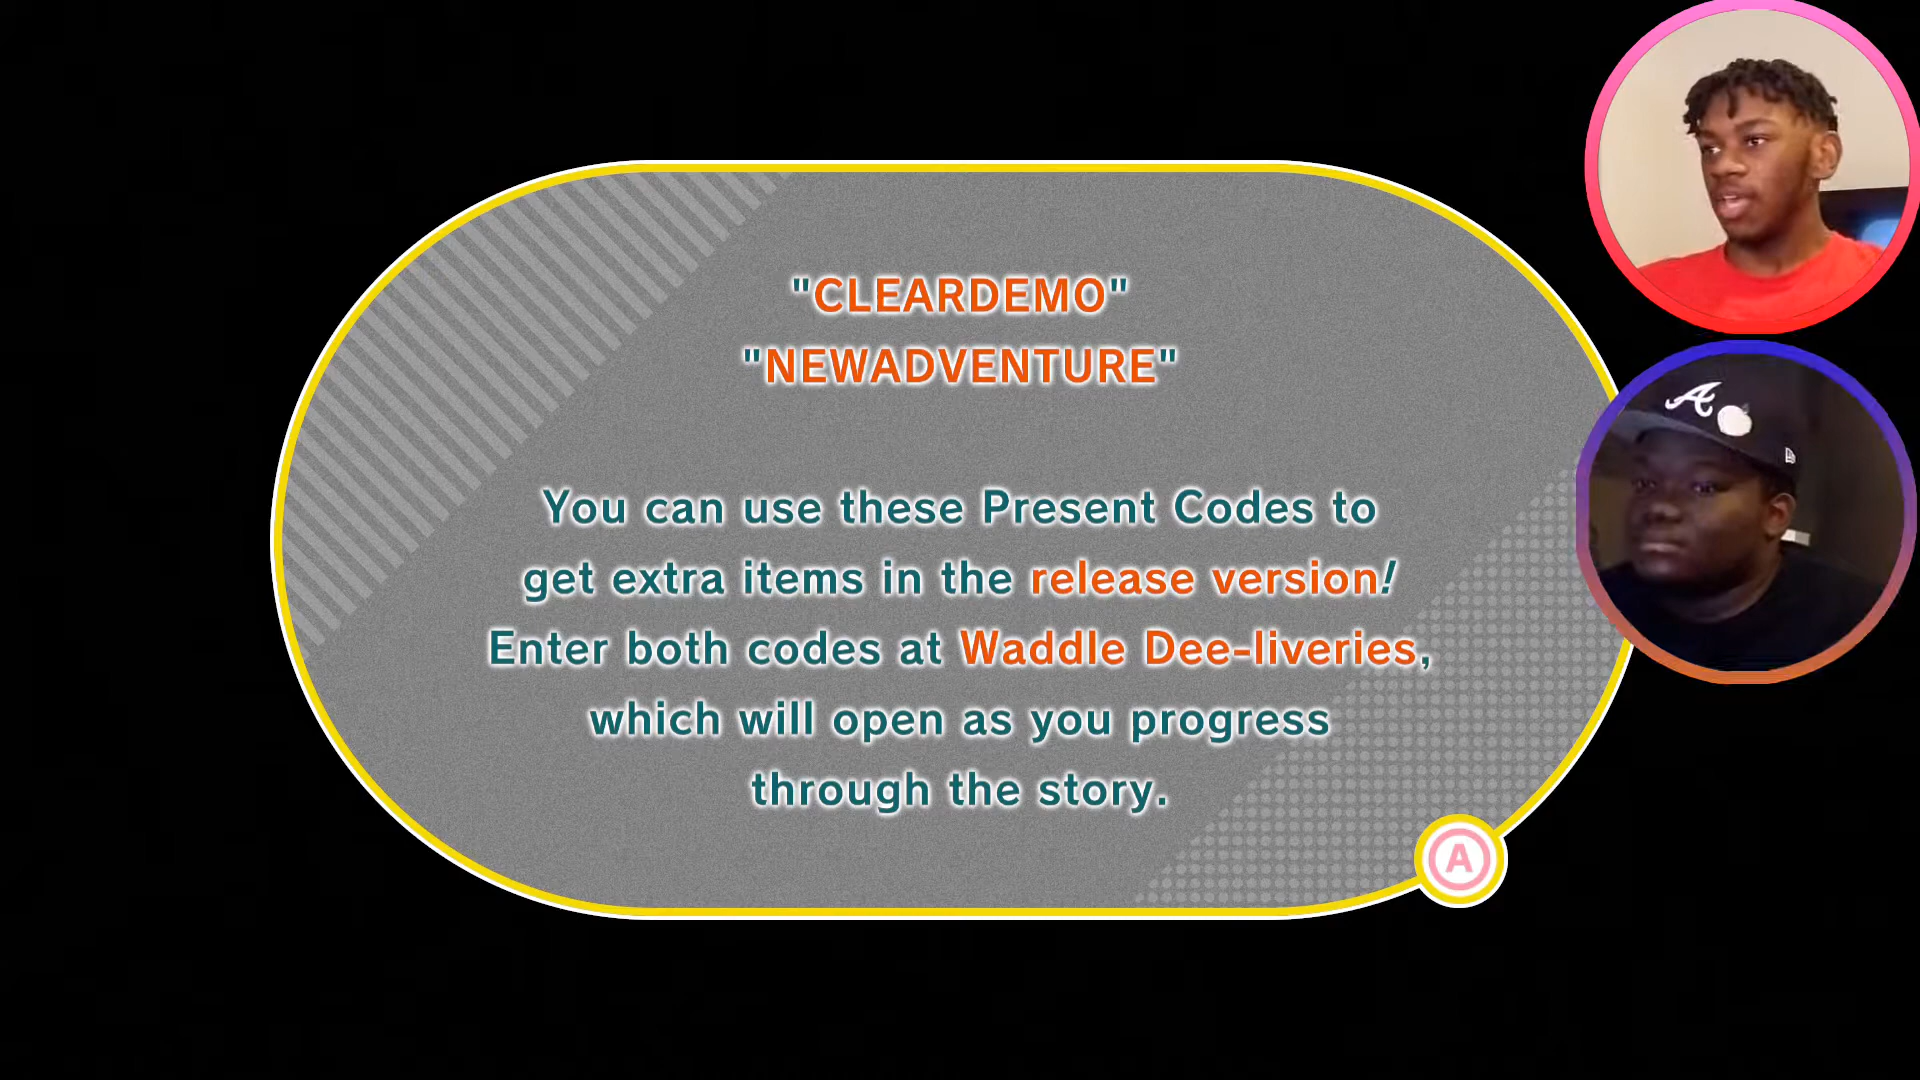 "CLEARDEMO"
"NEWADVENTURE"
You can use these Present Codes to
get extra items in the release version!
Enter both codes at Waddle Dee-liveries,
which will open as you progress
through the story.
A
A